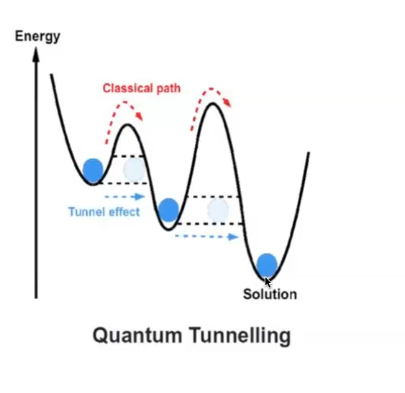 Energy
Classical path
Tunnel effect
Solution
Quantum Tunnelling